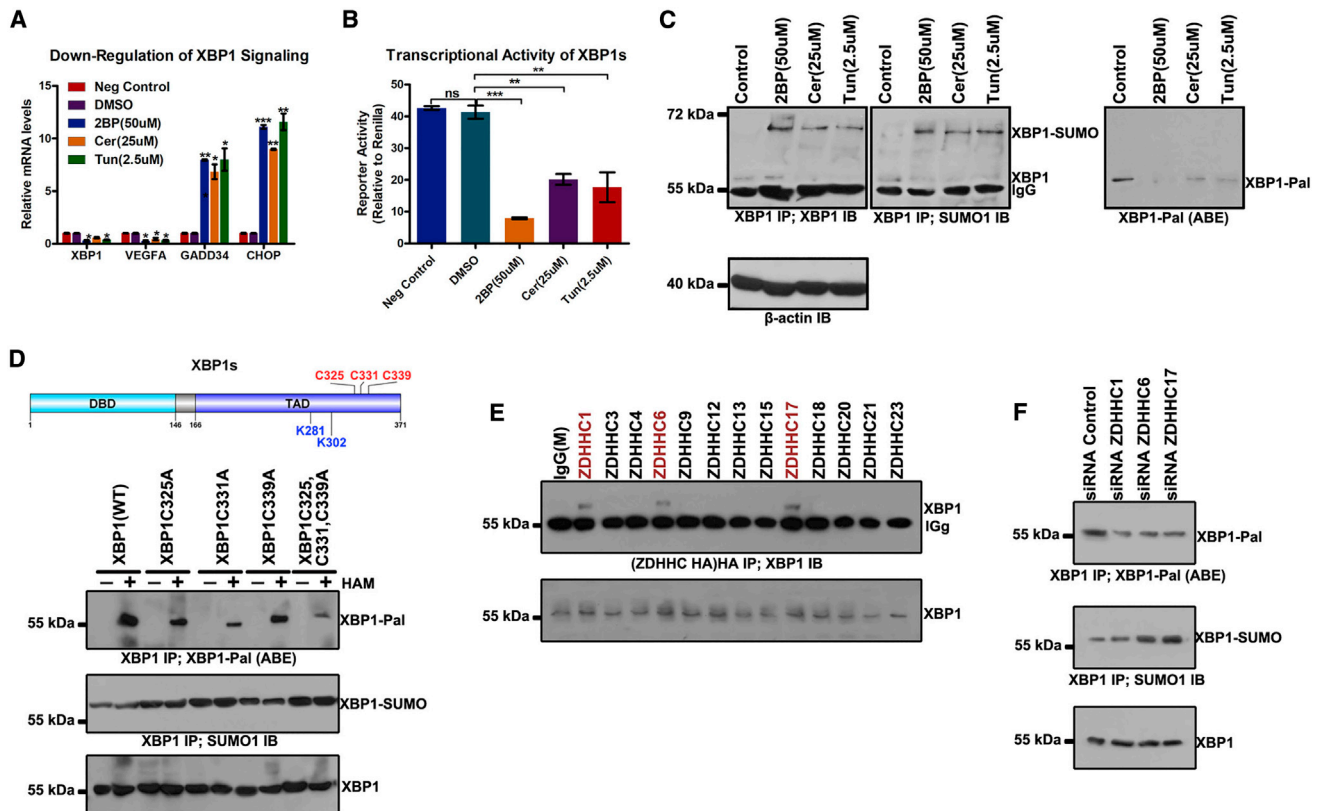 A
Down-Regulation of XBP1 Signaling
Relative mRNA levels
15
10
5
0
Neg Control
DMSO
2BP(50uM)
Cer(25uM)
Tun(2.5uM)
* * * * * ** * * *** ** **
XBP1 VEGFA GADD34 CHOP
B
Transcriptional Activity of XBP1s
Reporter Activity
(Relative to Renilla)
50
40
30
20
10
0
**
**
ns ***
Neg Control
DMSO
2BP(50uM)
Cer(25uM)
Tun(2.5uM)
C
Control 2BP(50uM) Cer(25uM) Tun(2.5uM) Control 2BP(50uM) Cer(25uM) Tun(2.5uM)
72 kDa
55 kDa
XBP1-SUMO
XBP1
IgG
XBP1 IP; XBP1 IB XBP1 IP; SUMO1 IB
40 kDa
β-actin IB
Control 2BP(50uM) Cer(25uM) Tun(2.5uM)
XBP1-Pal
XBP1-Pal (ABE)
D
XBP1s
C325 C331 C339
DBD TAD
1 146 166 371
K281
K302
XBP1(WT) XBP1C325A XBP1C331A XBP1C339A XBP1C325,
C331,C339A
– + – + – + – + – + HAM
55 kDa XBP1-Pal
XBP1 IP; XBP1-Pal (ABE)
55 kDa XBP1-SUMO
XBP1 IP; SUMO1 IB
55 kDa XBP1
E
IgG(M) ZDHHC1 ZDHHC3 ZDHHC4 ZDHHC6 ZDHHC9 ZDHHC12 ZDHHC13 ZDHHC15 ZDHHC17 ZDHHC18 ZDHHC20 ZDHHC21 ZDHHC23
XBP1
55 kDa IGg
(ZDHHC HA)HA IP; XBP1 IB
55 kDa XBP1
F
siRNA Control siRNA ZDHHC1 siRNA ZDHHC6 siRNA ZDHHC17
55 kDa XBP1-Pal
XBP1 IP; XBP1-Pal (ABE)
55 kDa XBP1-SUMO
XBP1 IP; SUMO1 IB
55 kDa XBP1